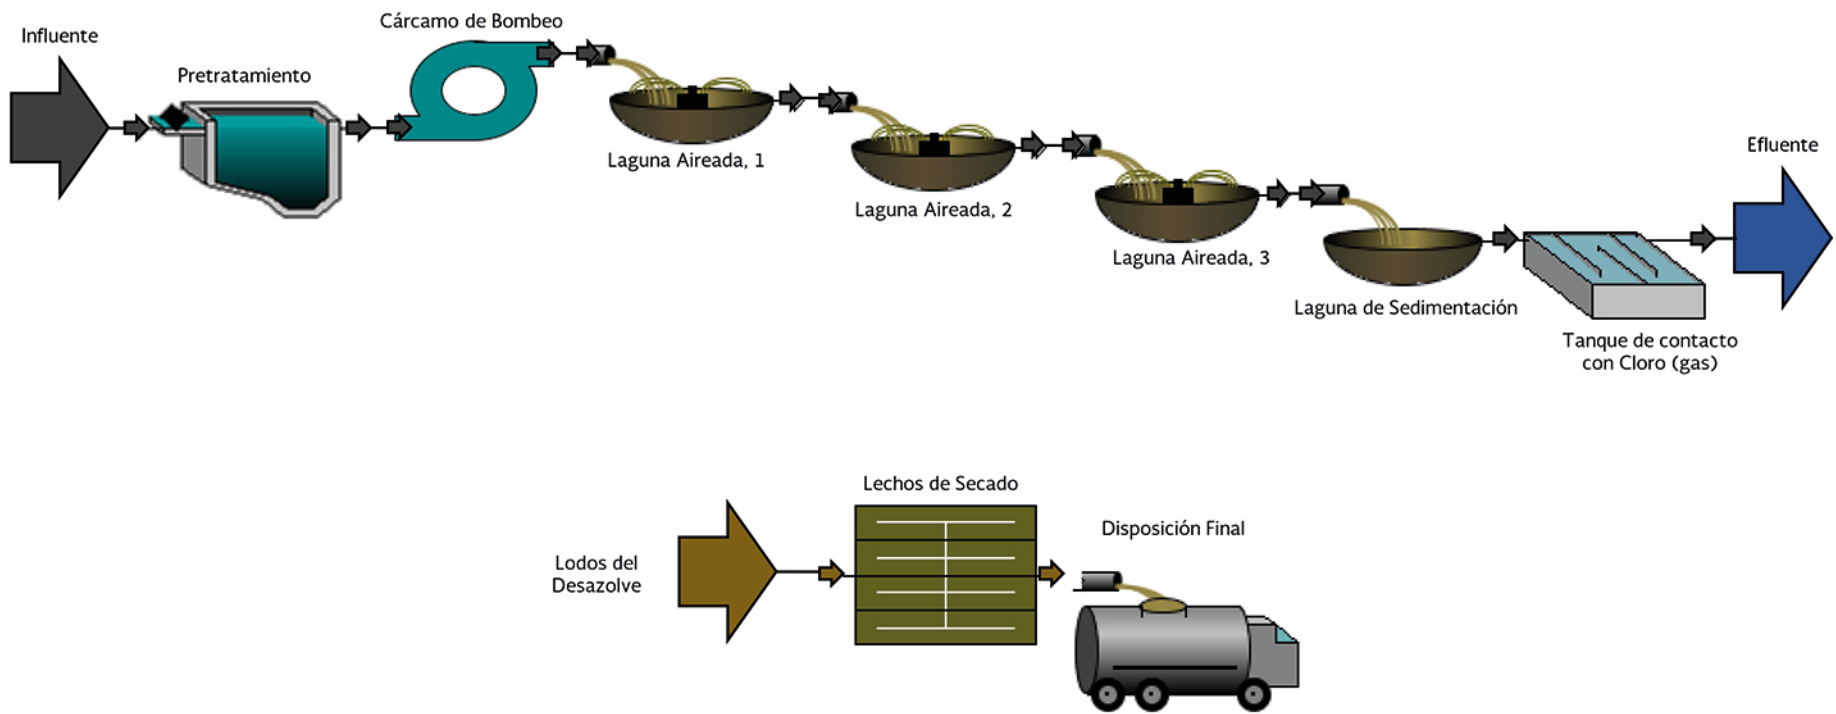 Influente
Pretratamiento
Cárcamo de Bombeo
Laguna Aireada, 1
Laguna Aireada, 2
Laguna Aireada, 3
Laguna de Sedimentación
Tanque de contacto
con Cloro (gas)
Efluente
Lodos del
Desazolve
Lechos de Secado
Disposición Final